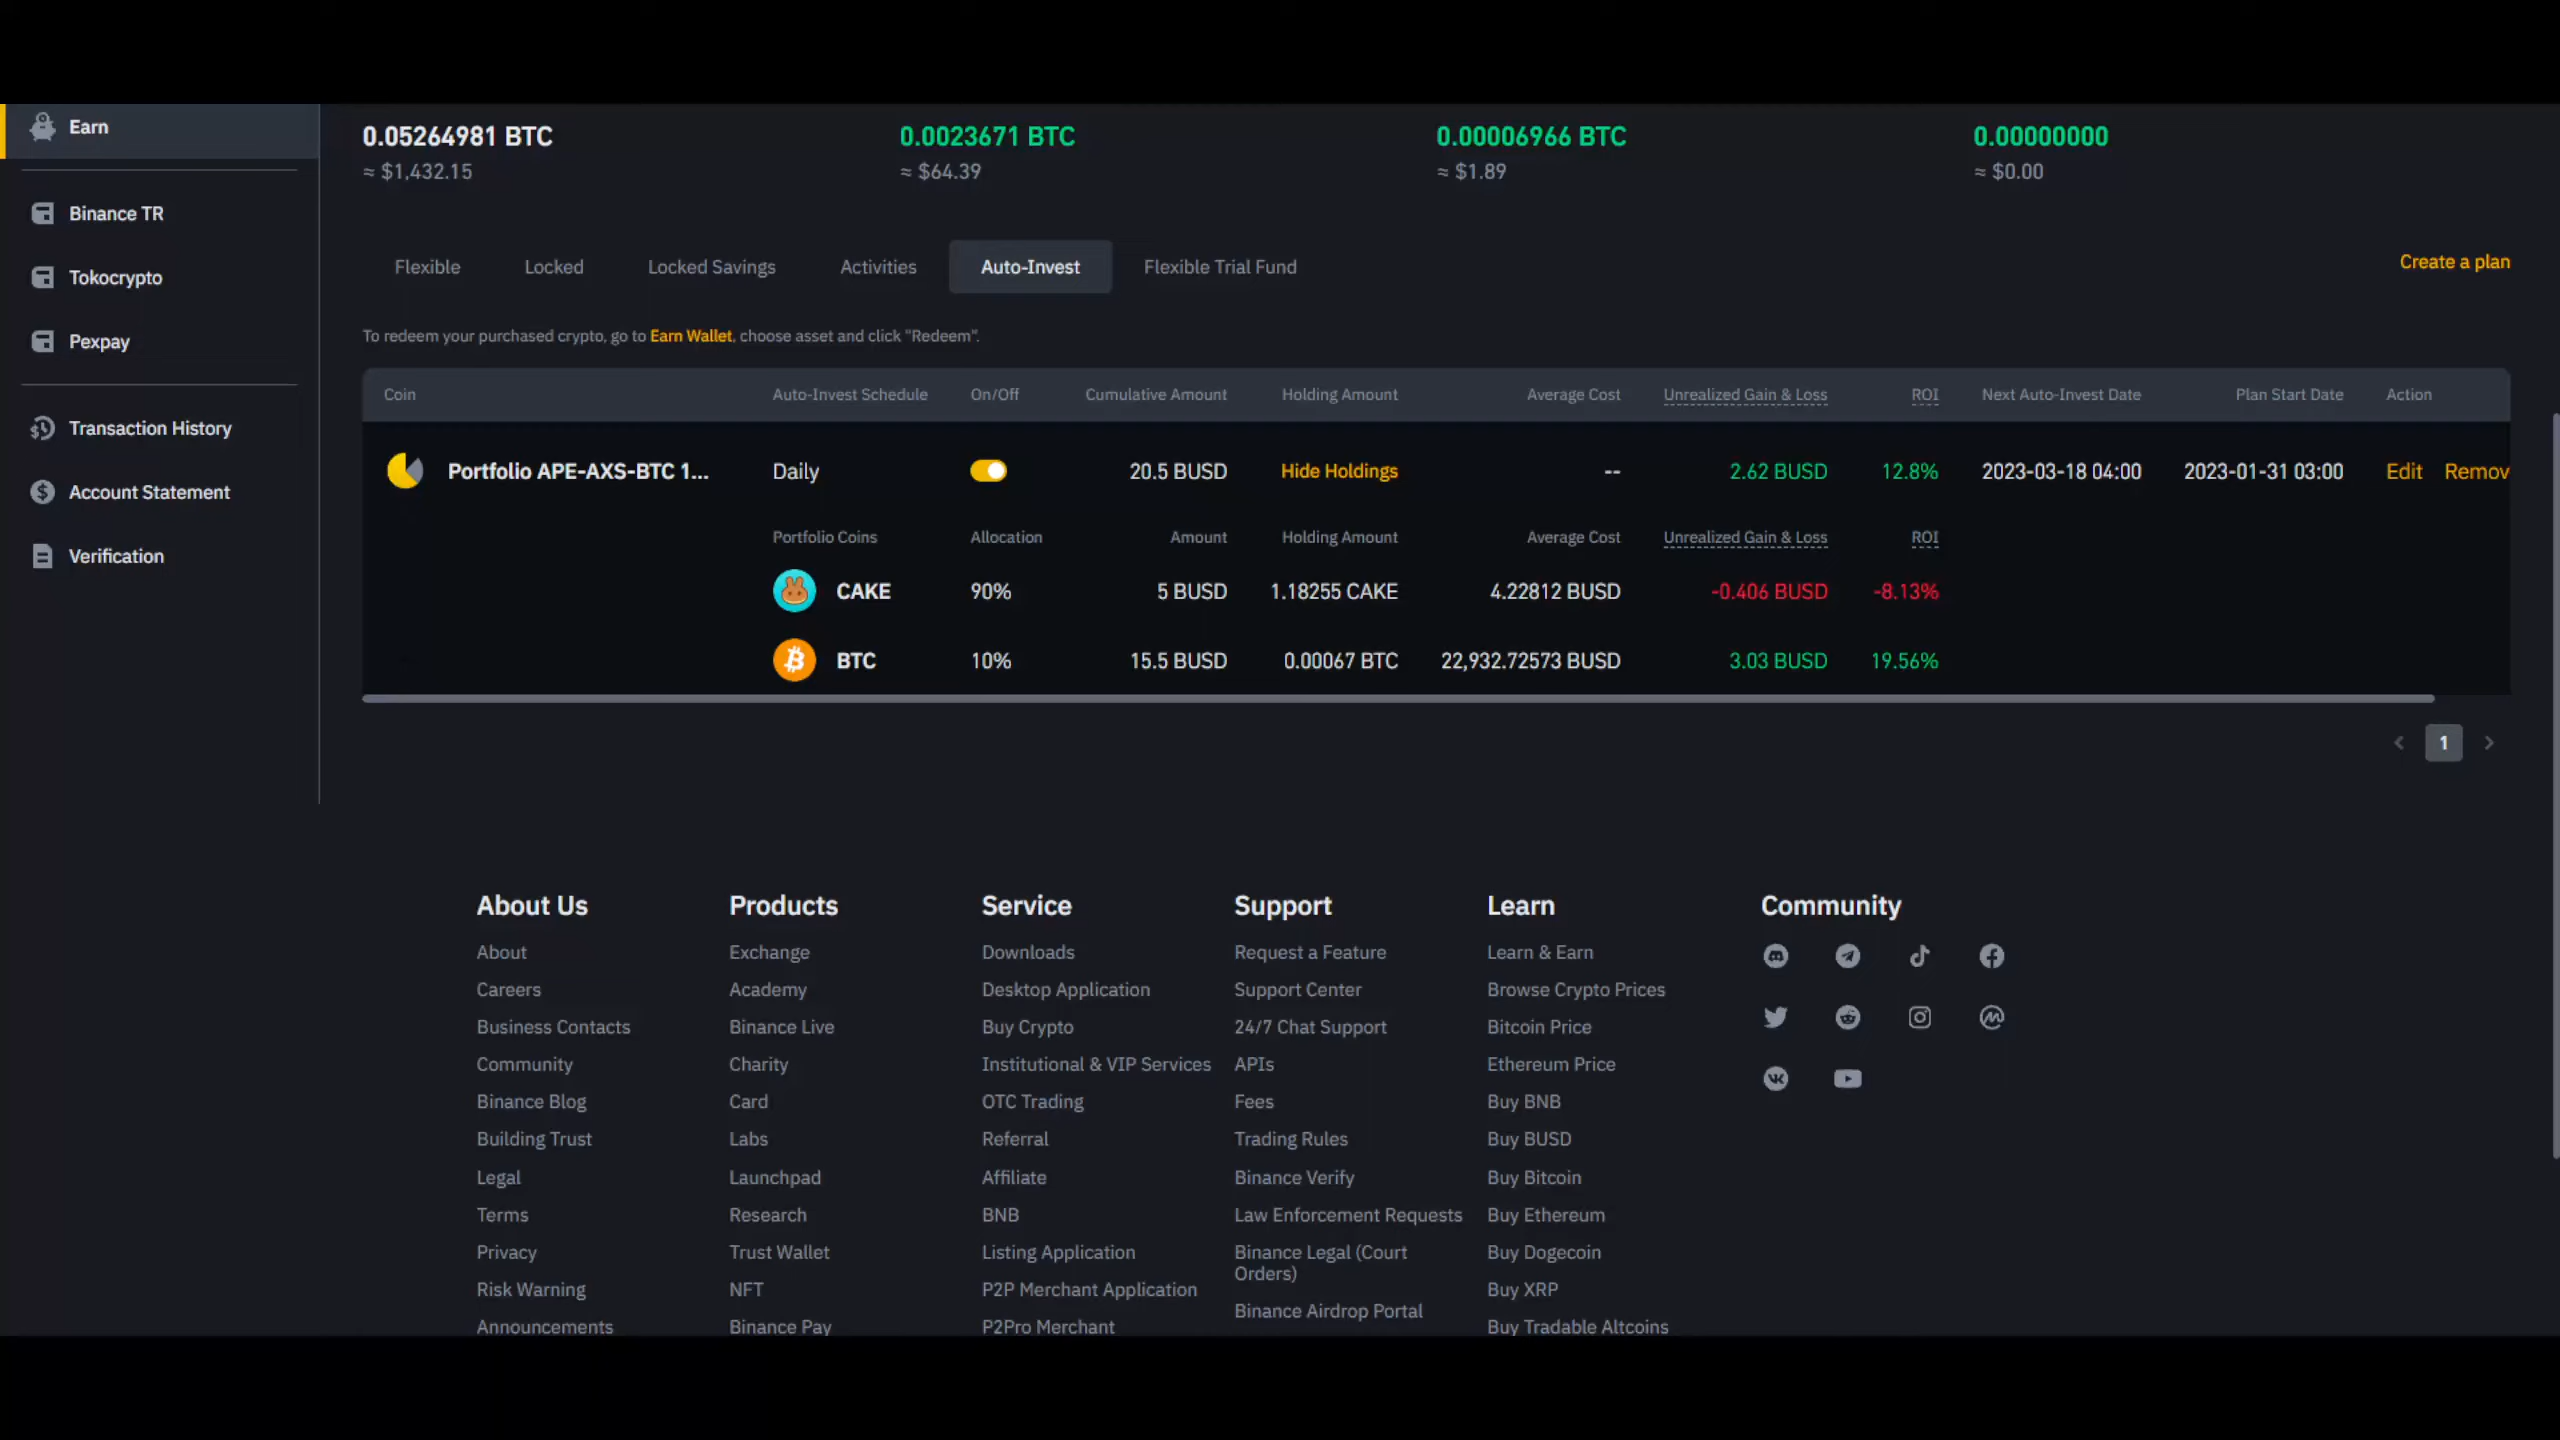 Earn
Binance TR
Tokocrypto
Pexpay
Transaction History
Account Statement
Verification
0.05264981 BTC
≈ $1,432.15
0.0023671 BTC
≈ $64.39
0.00006966 BTC
≈ $1.89
0.00000000
≈ $0.00
Flexible Locked Locked Savings Activities Auto-Invest Flexible Trial Fund
Create a plan
To redeem your purchased crypto, go to Earn Wallet, choose asset and click "Redeem".
Coin Auto-Invest Schedule On/Off Cumulative Amount Holding Amount Average Cost Unrealized Gain & Loss ROI Next Auto-Invest Date Plan Start Date Action
Portfolio APE-AXS-BTC 1... Daily 20.5 BUSD Hide Holdings -- 2.62 BUSD 12.8% 2023-03-18 04:00 2023-01-31 03:00 Edit Remov
Portfolio Coins Allocation Amount Holding Amount Average Cost Unrealized Gain & Loss ROI
CAKE 90% 5 BUSD 1.18255 CAKE 4.22812 BUSD -0.406 BUSD -8.13%
BTC 10% 15.5 BUSD 0.00067 BTC 22,932.72573 BUSD 3.03 BUSD 19.56%
1
About Us
About
Careers
Business Contacts
Community
Binance Blog
Building Trust
Legal
Terms
Privacy
Risk Warning
Announcements
Products
Exchange
Academy
Binance Live
Charity
Card
Labs
Launchpad
Research
Trust Wallet
NFT
Binance Pay
Service
Downloads
Desktop Application
Buy Crypto
Institutional & VIP Services
OTC Trading
Referral
Affiliate
BNB
Listing Application
P2P Merchant Application
P2Pro Merchant
Support
Request a Feature
Support Center
24/7 Chat Support
APIs
Fees
Trading Rules
Binance Verify
Law Enforcement Requests
Binance Legal (Court
Orders)
Binance Airdrop Portal
Learn
Learn & Earn
Browse Crypto Prices
Bitcoin Price
Ethereum Price
Buy BNB
Buy BUSD
Buy Bitcoin
Buy Ethereum
Buy Dogecoin
Buy XRP
Buy Tradable Altcoins
Community